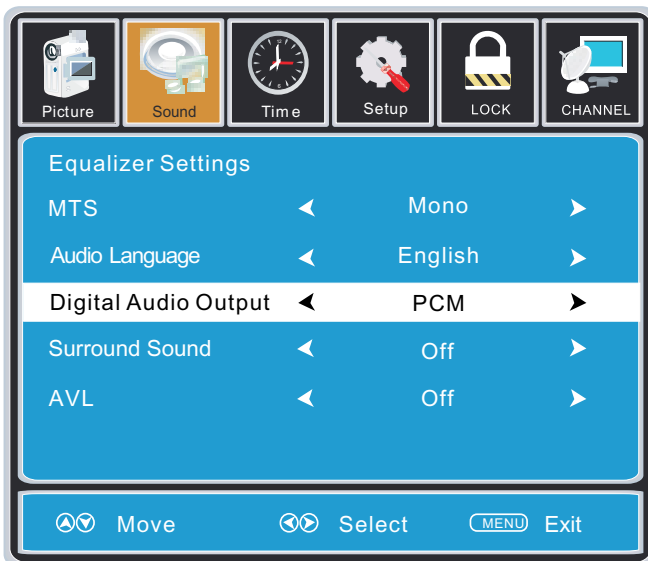 Picture Sound Time Setup LOCK CHANNEL
Equalizer Settings
MTS Mono
Audio Language English
Digital Audio Output PCM
Surround Sound Off
AVL Off
Move Select MENU Exit